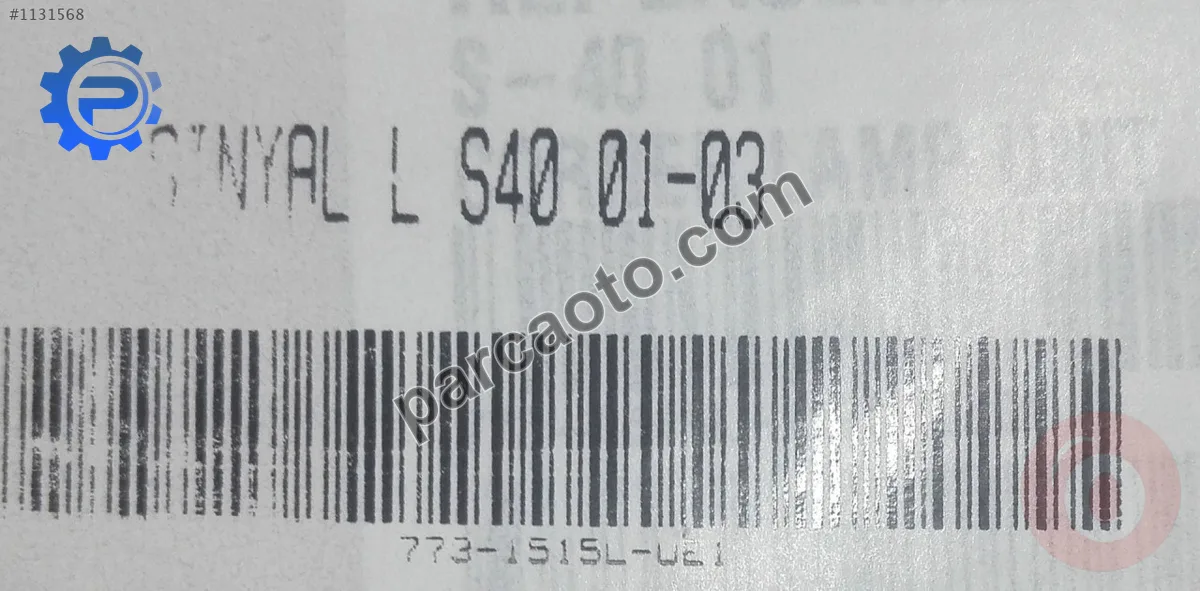 #1131568
S-40 01
SİNYAL L S40 01-03
parcaoto.com
773-1515L-UE1